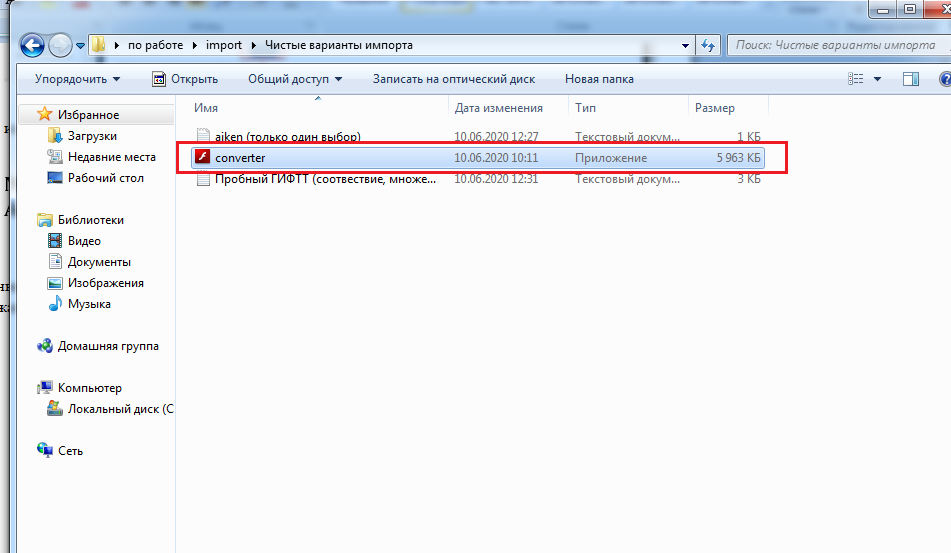 по работе import Чистые варианты импорта
Поиск: Чистые варианты импорта
Упорядочить Открыть Общий доступ Записать на оптический диск Новая папка
Имя Дата изменения Тип Размер
Избранное
Загрузки
Недавние места
Рабочий стол
Библиотеки
Видео
Документы
Изображения
Музыка
Домашняя группа
Компьютер
Локальный диск (C
Сеть
aiken (только один выбор) 10.06.2020 12:27 Текстовый докум... 1 КБ
converter 10.06.2020 10:11 Приложение 5 963 КБ
Пробный ГИФТТ (соотвествие, множе... 10.06.2020 12:31 Текстовый докум... 3 КБ